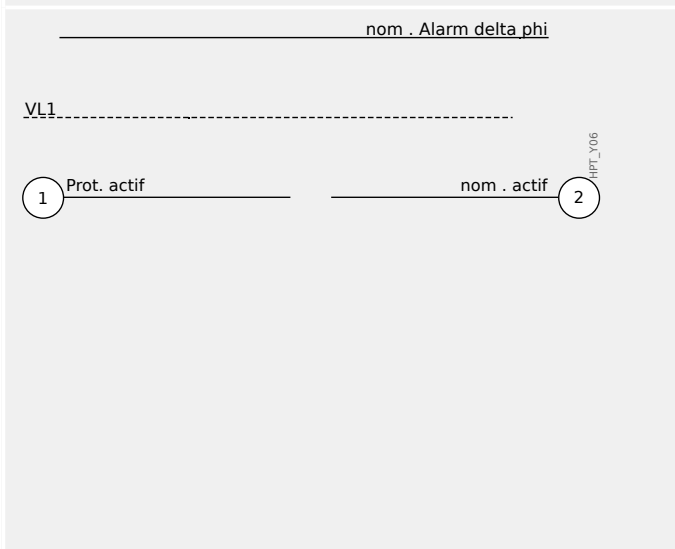 nom . Alarm delta phi
VL1
HPT_Y06
Prot. actif
nom . actif
1
2